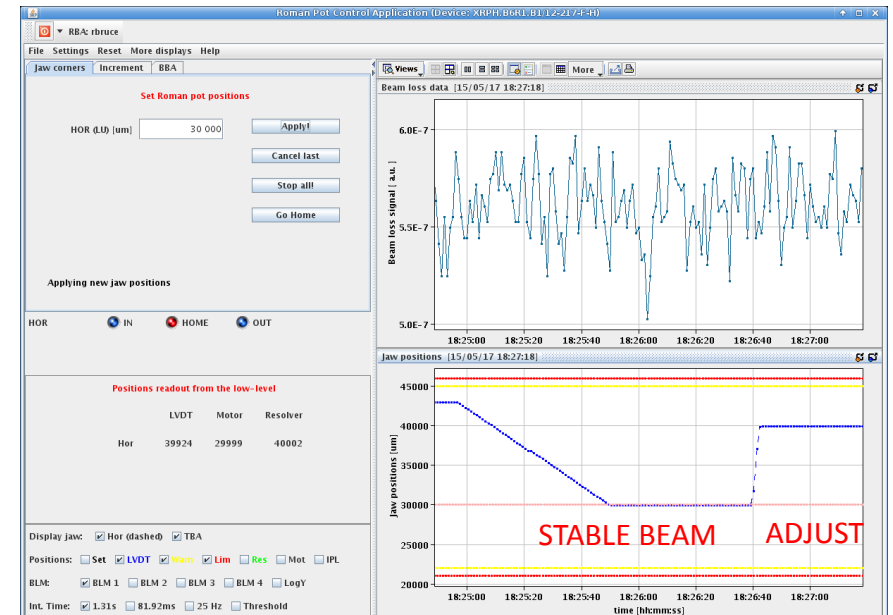 Roman Pot Control Application (Device: XRPH.B6R1.B1/12-217-F-H)
RBA: rbruce
File Settings Reset More displays Help
Jaw corners Increment BBA
Set Roman pot positions
HOR (LU) [um] 30 000 Apply!
Cancel last
Stop all!
Go Home
Applying new jaw positions
HOR IN HOME OUT
Positions readout from the low-level
LVDT Motor Resolver
Hor 39924 29999 40002
Display jaw: Hor (dashed) TBA
Positions: Set LVDT Warn. Lim Res Mot IPL
BLM: BLM 1 BLM 2 BLM 3 BLM 4 LogY
Int. Time: 1.31s 81.92ms 25 Hz Threshold
Views More
Beam loss data [15/05/17 18:27:18]
Beam loss signal [ a.u. ]
6.0E-7
5.5E-7
5.0E-7
18:25:00 18:25:20 18:25:40 18:26:00 18:26:20 18:26:40 18:27:00
Jaw positions [15/05/17 18:27:18]
Jaw positions [um]
45000
40000
35000
30000
25000
20000
STABLE BEAM ADJUST
18:25:00 18:25:20 18:25:40 18:26:00 18:26:20 18:26:40 18:27:00
time [hh:mm:ss]